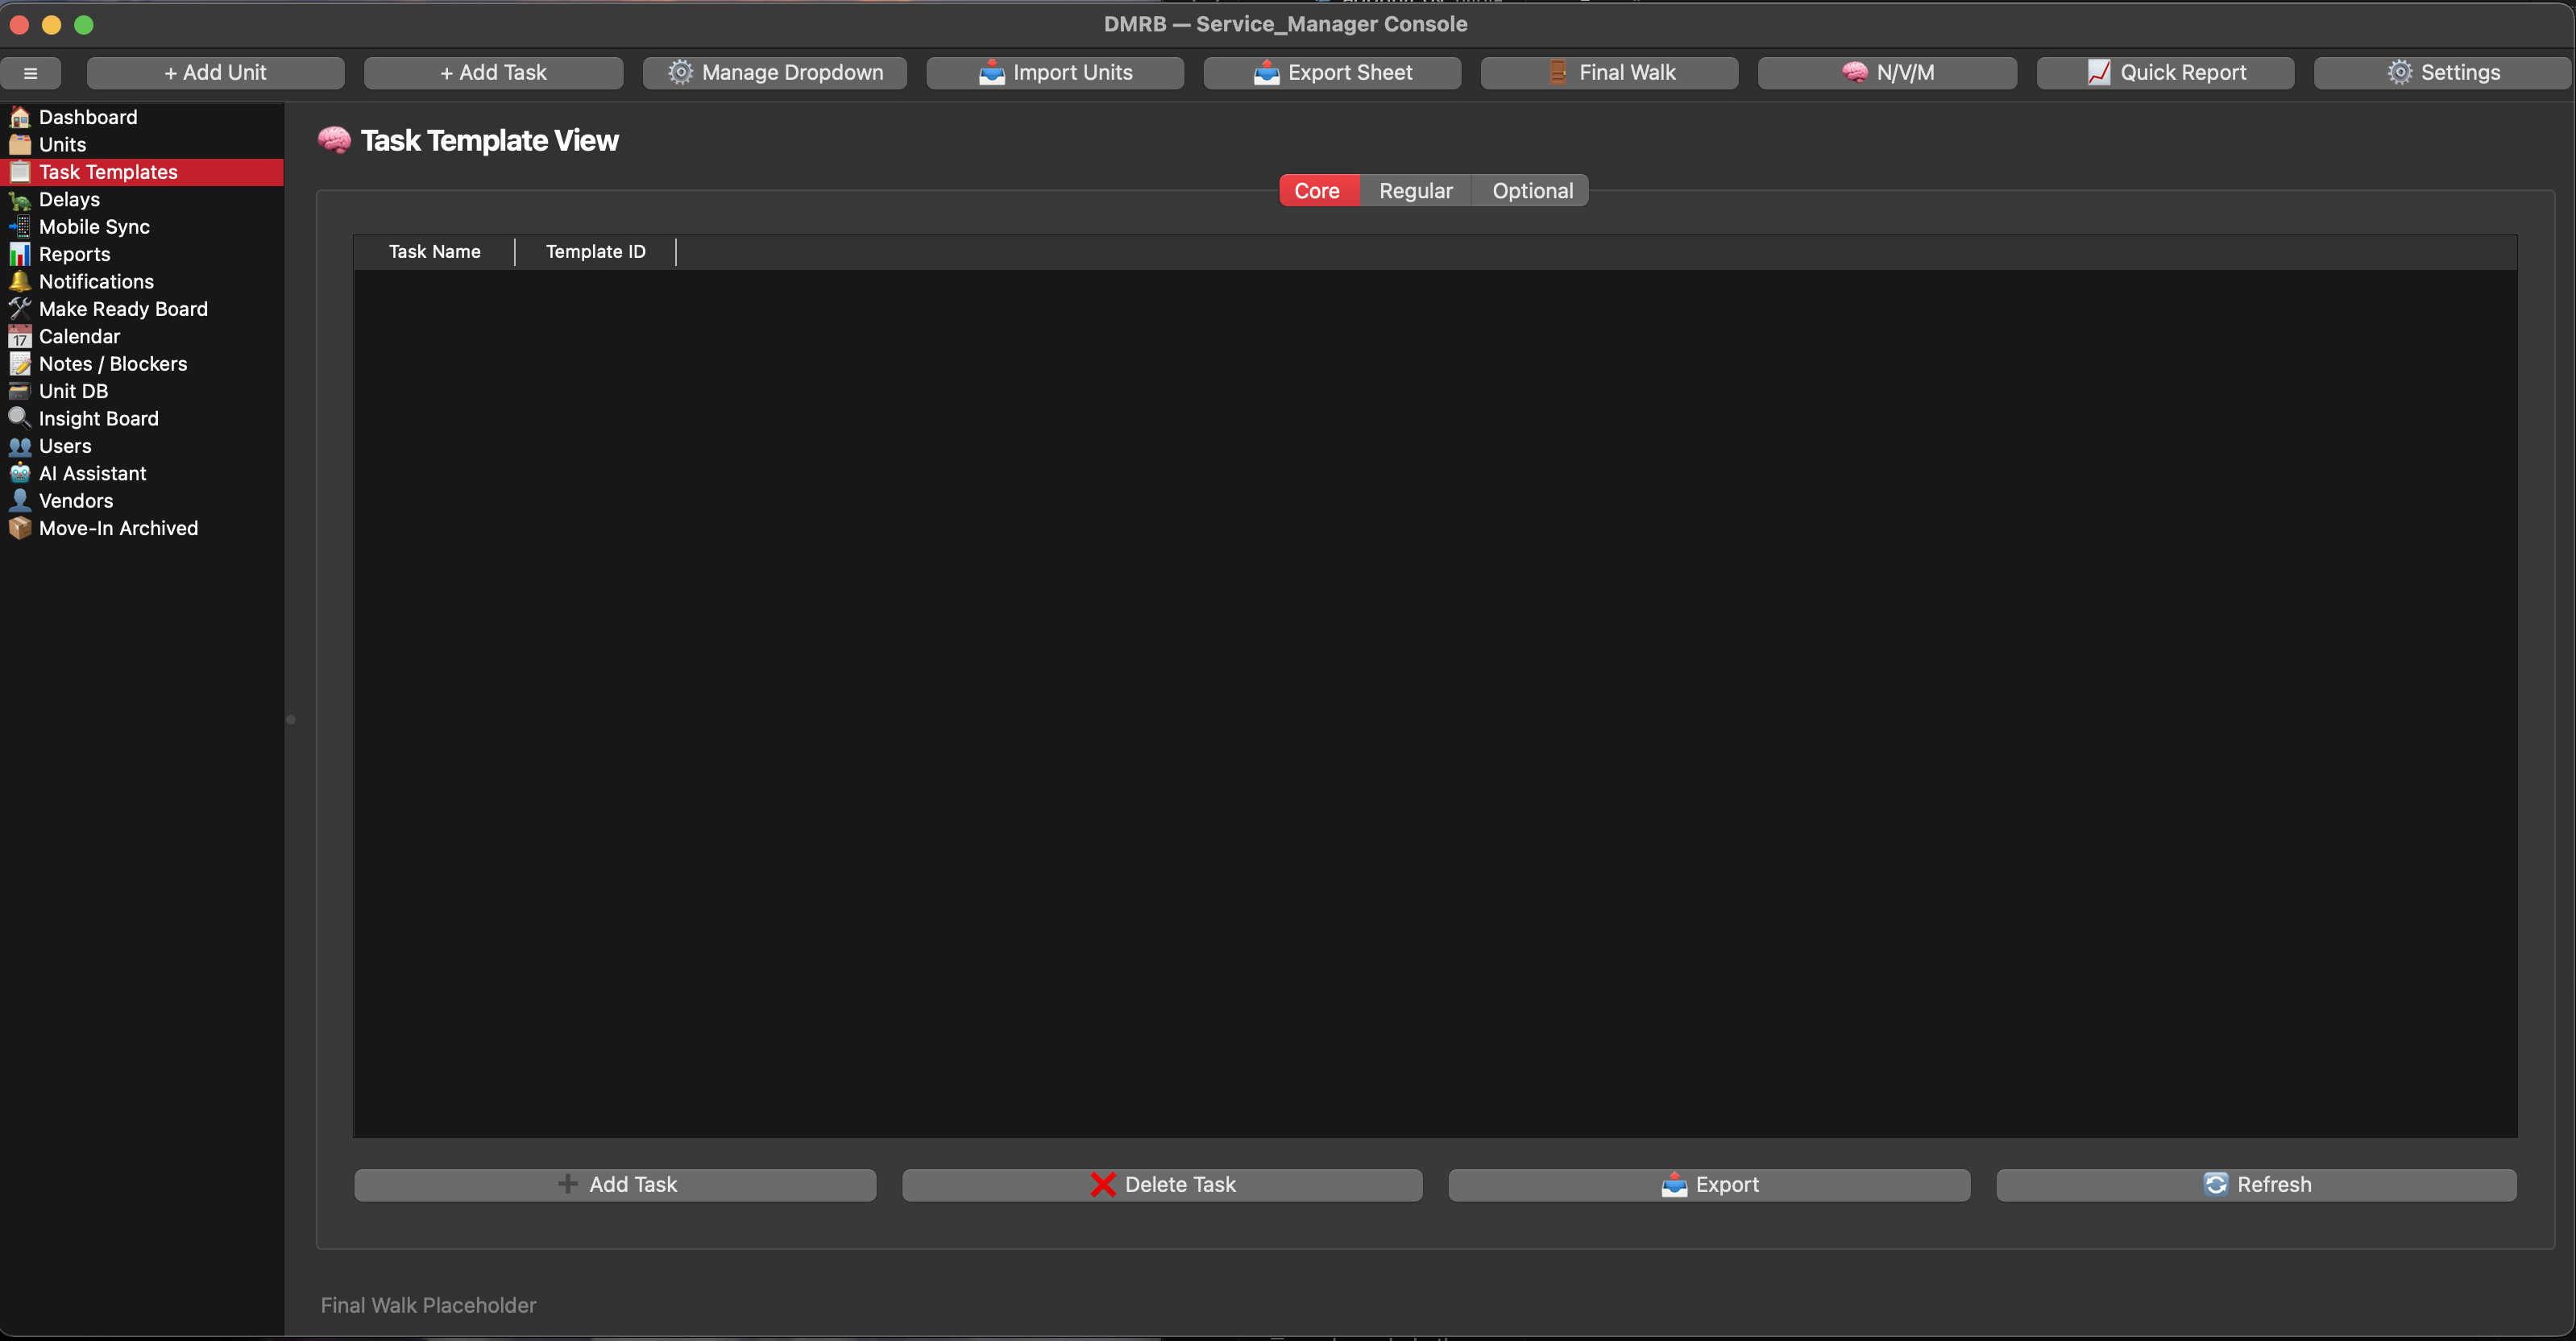 DMRB — Service_Manager Console
≡ + Add Unit + Add Task Manage Dropdown Import Units Export Sheet Final Walk N/V/M Quick Report Settings
Dashboard
Units
Task Templates
Delays
Mobile Sync
Reports
Notifications
Make Ready Board
17 Calendar
Notes / Blockers
Unit DB
Insight Board
Users
AI Assistant
Vendors
Move-In Archived
Task Template View
Core Regular Optional
Task Name Template ID
Add Task Delete Task Export Refresh
Final Walk Placeholder